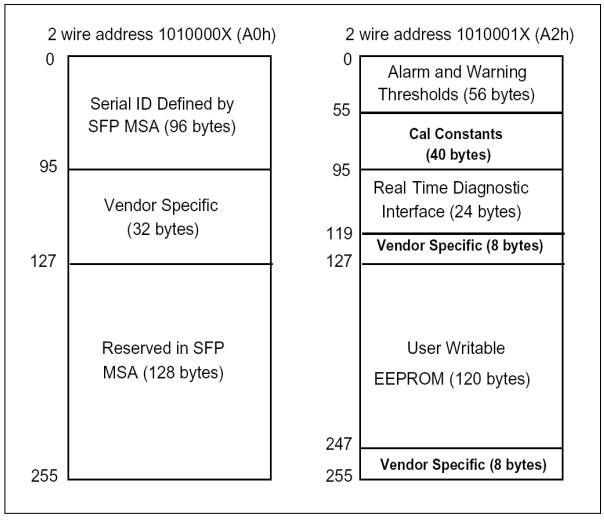 2 wire address 1010000X (A0h)
0
Serial ID Defined by
SFP MSA (96 bytes)
95
Vendor Specific
(32 bytes)
127
Reserved in SFP
MSA (128 bytes)
255
2 wire address 1010001X (A2h)
0
Alarm and Warning
Thresholds (56 bytes)
55
Cal Constants
(40 bytes)
95
Real Time Diagnostic
Interface (24 bytes)
119
Vendor Specific (8 bytes)
127
User Writable
EEPROM (120 bytes)
247
Vendor Specific (8 bytes)
255